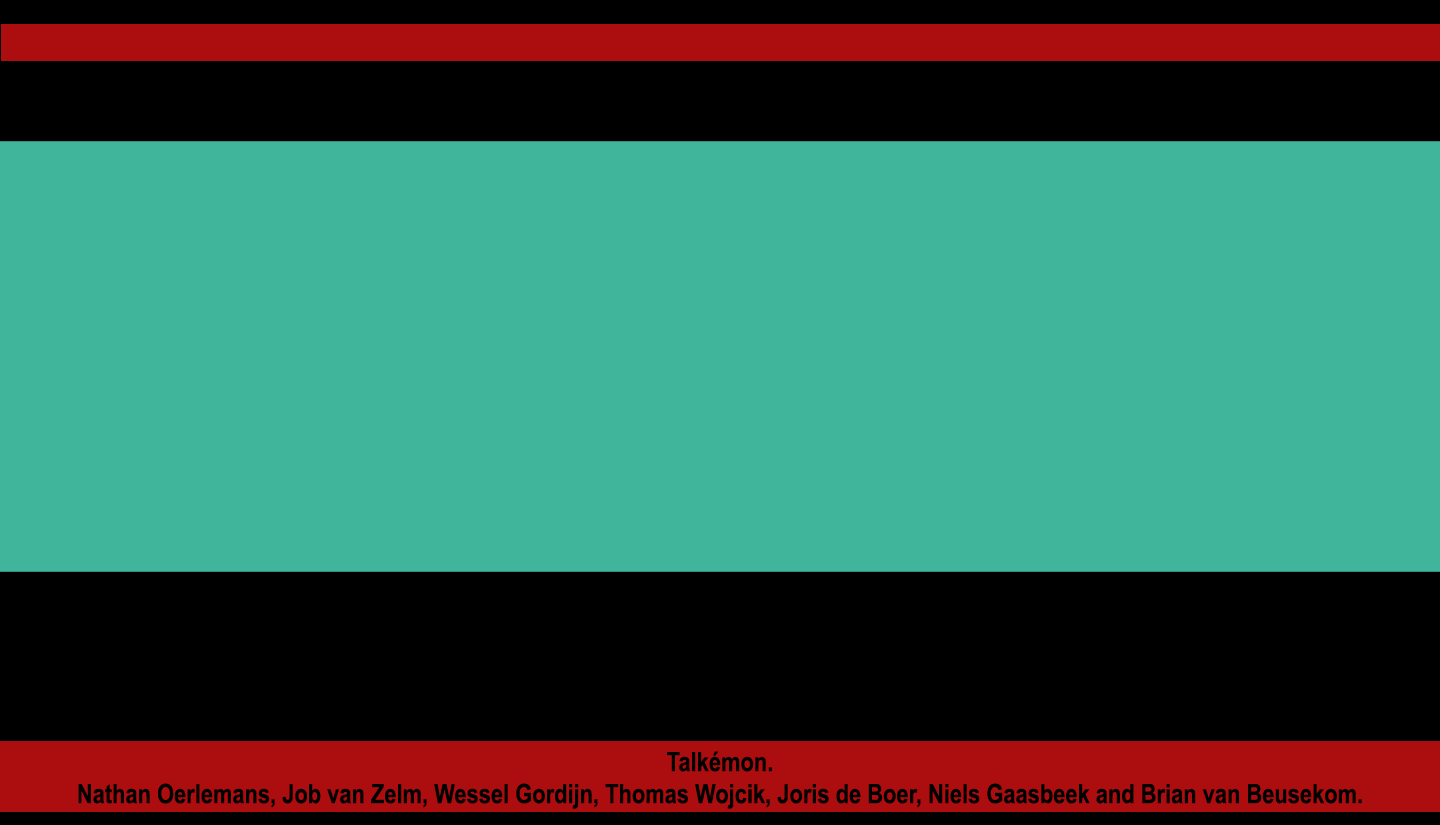 Talkémon.
Nathan Oerlemans, Job van Zelm, Wessel Gordijn, Thomas Wojcik, Joris de Boer, Niels Gaasbeek and Brian van Beusekom.